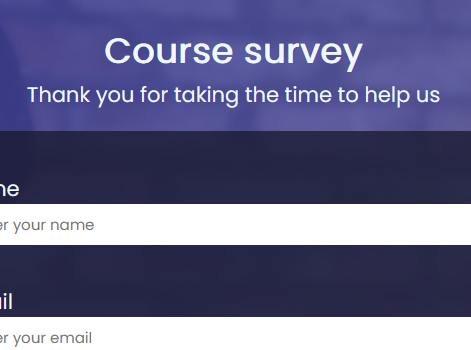 Course survey
Thank you for taking the time to help us
me
er your name
il
er your email